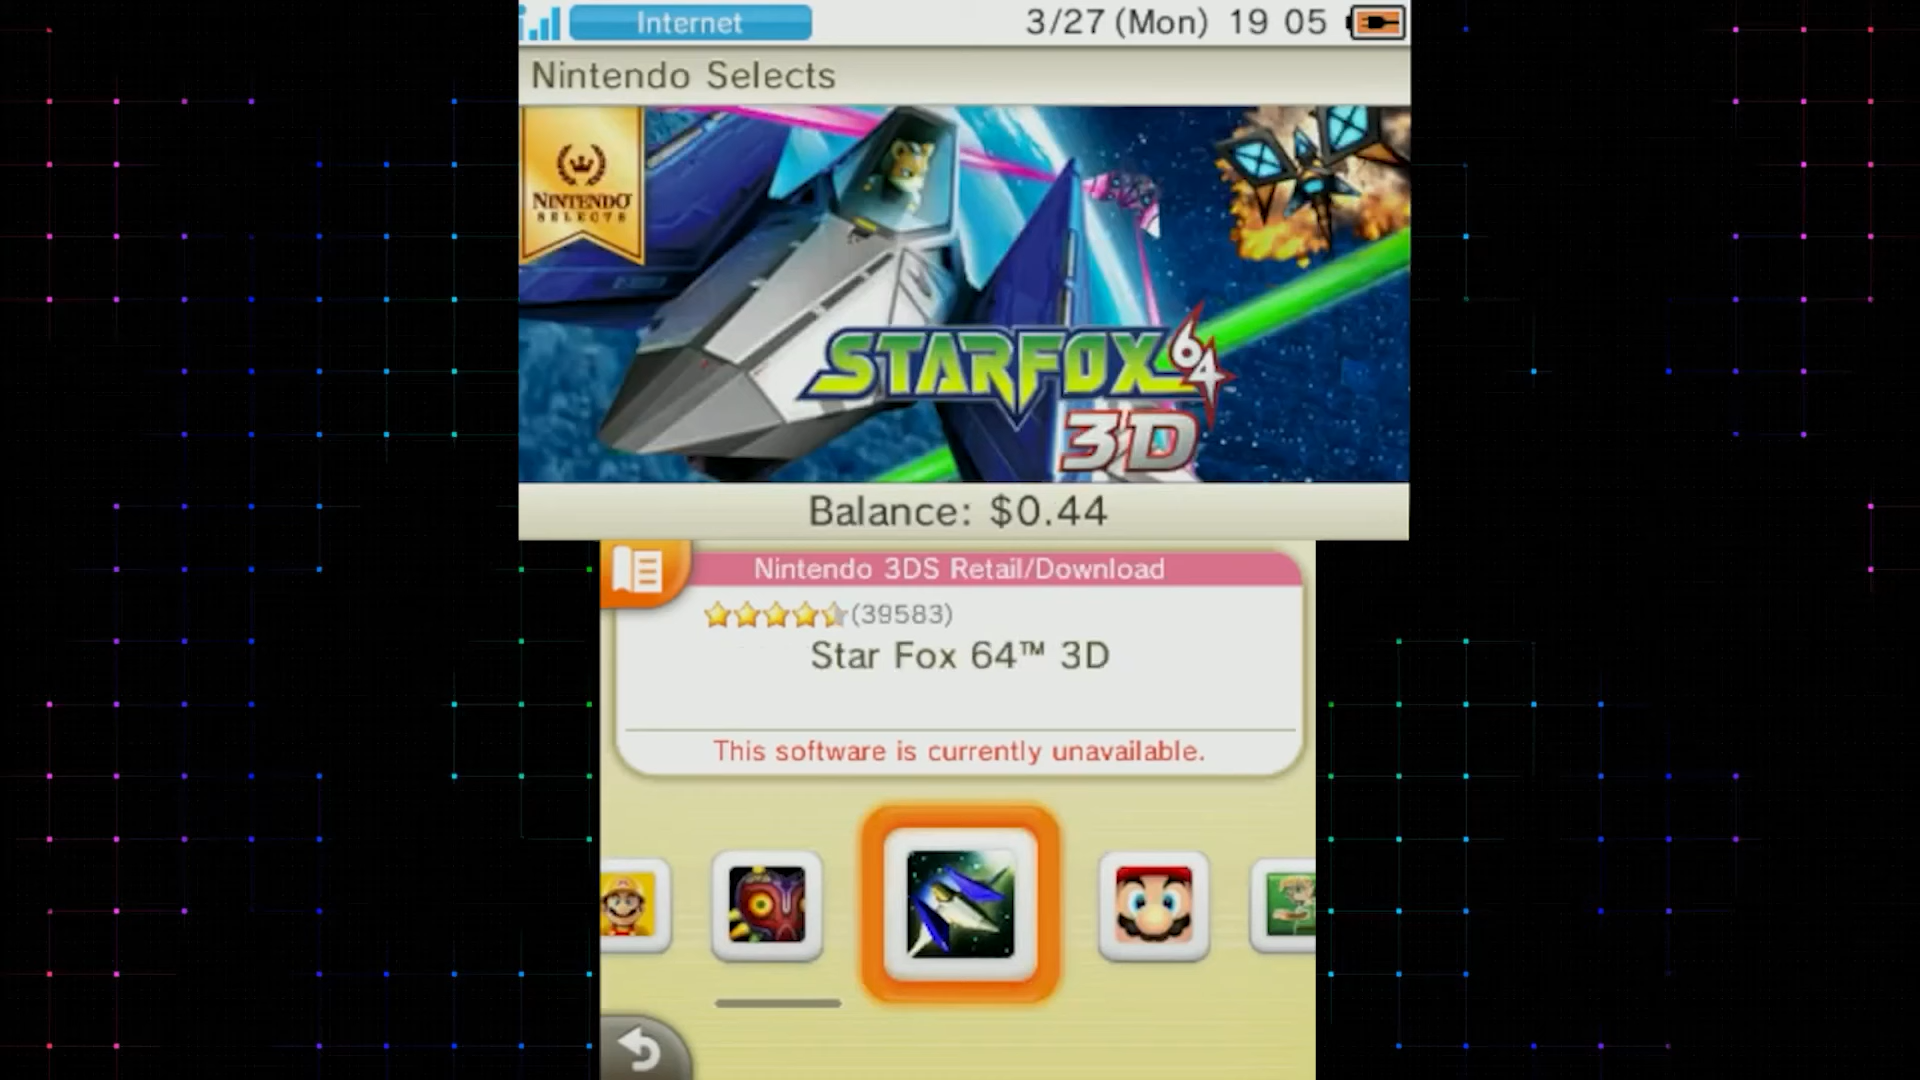 Internet
3/27 (Mon) 19 05
Nintendo Selects
NINTENDO
SELECTS
STARFOX 64
3D
Balance: $0.44
Nintendo 3DS Retail/Download
(39583)
Star Fox 64™ 3D
This software is currently unavailable.